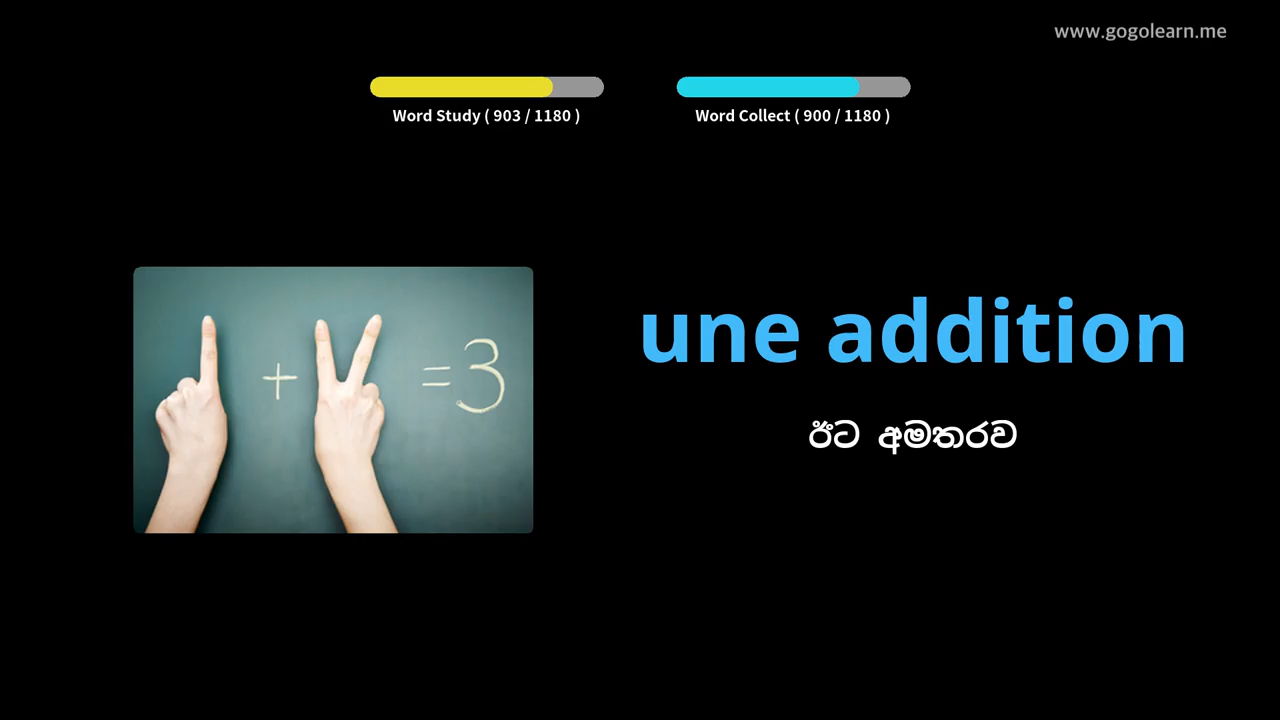 www.gogolearn.me
Word Study ( 903 / 1180 )
Word Collect ( 900 / 1180 )
+ = 3
une addition
ඊට අමතරව